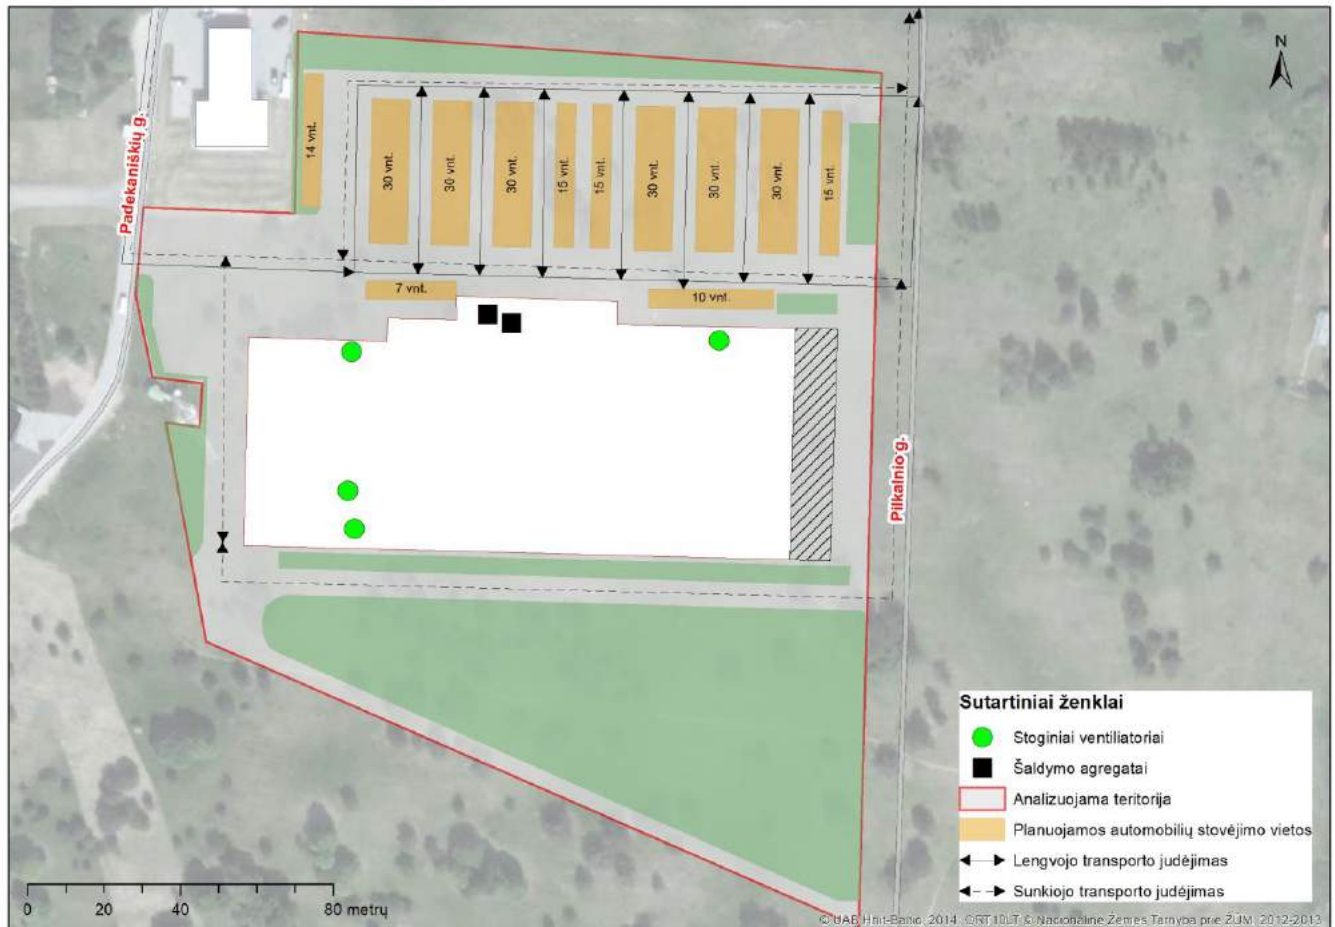 N
Padekaniškių g.
14 vnt.
30 vnt.
30 vnt.
30 vnt.
15 vnt.
15 vnt.
30 vnt.
30 vnt.
30 vnt.
15 vnt.
7 vnt.
10 vnt.
Pilkalnio g.
Sutartiniai ženklai
Stoginiai ventiliatoriai
Šaldymo agregatai
Analizuojama teritorija
Planuojamos automobilių stovėjimo vietos
Lengvojo transporto judėjimas
Sunkiojo transporto judėjimas
0 20 40 80 metrų
© UAB Hnit-Baltic, 2014, ORT10LT © Nacionalinė Žemės Tarnyba prie ŽŪM, 2012-2013